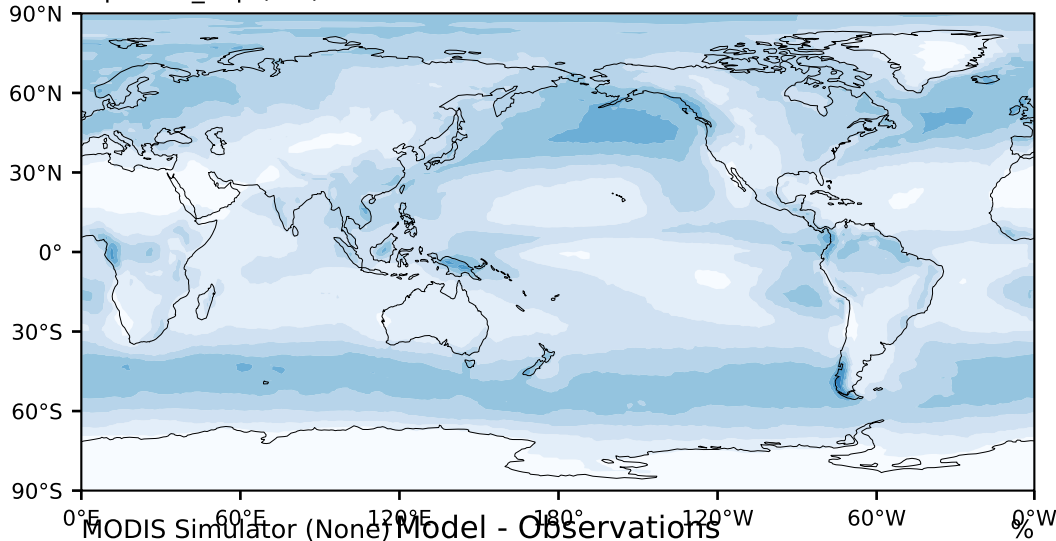 90°N
60°N
30°N
0°
30°S
60°S
90°S
0°E 60°E 120°E 180° 120°W 60°W 0°W
MODIS Simulator (None) Model - Observations %